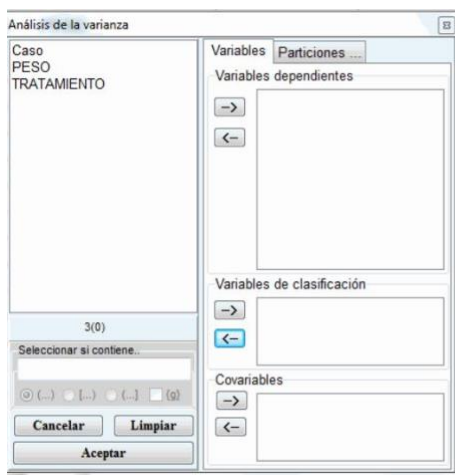 Análisis de la varianza
Caso
PESO
TRATAMIENTO
3(0)
Seleccionar si contiene..
(...) [...) (...] (g)
Cancelar Limpiar
Aceptar
Variables Particiones ...
Variables dependientes
-->
<--
Variables de clasificación
-->
<--
Covariables
-->
<--